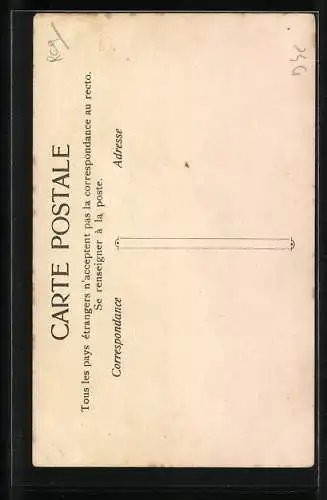 CARTE POSTALE
Tous les pays étrangers n'acceptent pas la correspondance au recto.
Se renseigner à la poste.
Correspondance
Adresse